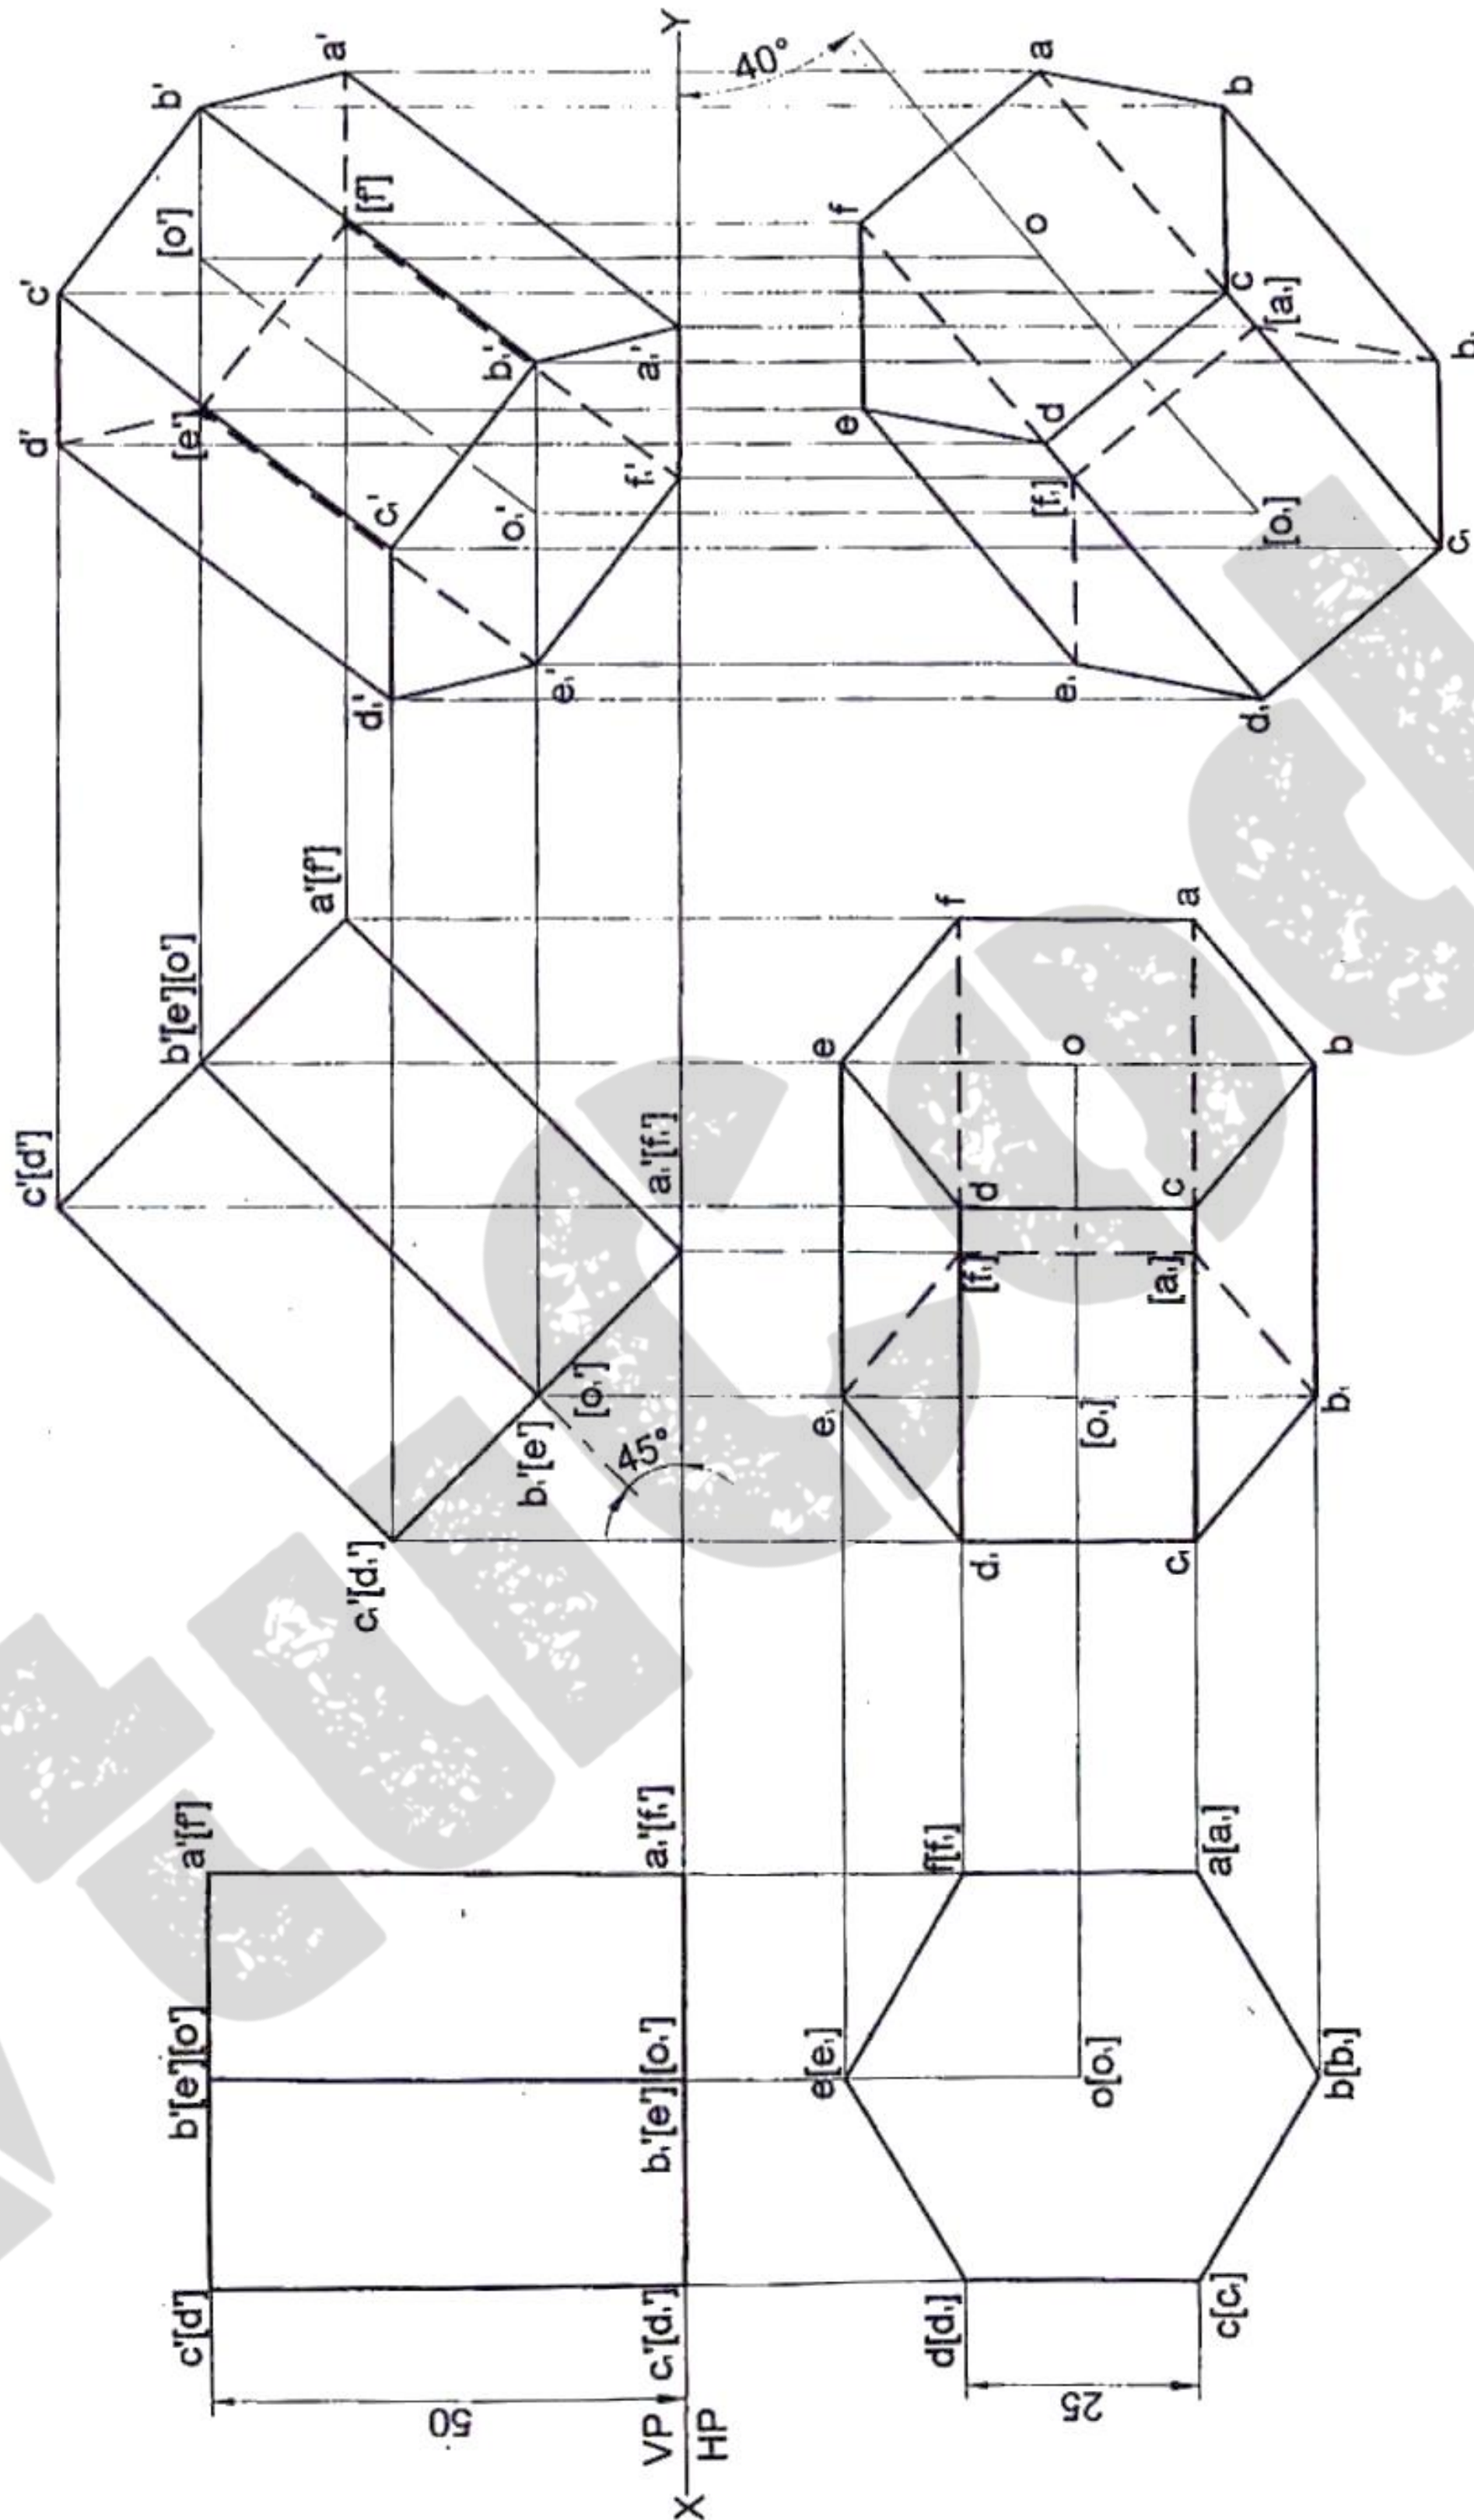 c'[d']
b'[e'][o']
a'[f']
50
c₁'[d₁']
b₁'[e'][o₁']
a₁'[f₁']
X
VP
HP
Y
e[e₁]
d[d₁]
f[f₁]
25
o[o₁]
c[c₁]
a[a₁]
b[b₁]
c'[d']
b'[e'][o']
a'[f']
c₁'[d₁']
b₁'[e']
[o₁']
45°
a₁'[f₁']
e₁
e
d₁
[f₁]
d
f
[o₁]
o
c₁
[a₁]
c
a
b₁
b
d'
c'
[e']
[o']
b'
a'
d₁'
c₁'
[f']
e₁'
o₁'
b₁'
f₁'
a₁'
40°
e
f
e₁
[f₁]
d
o
a
d₁
[o₁]
[a₁]
c
b
c₁
b₁